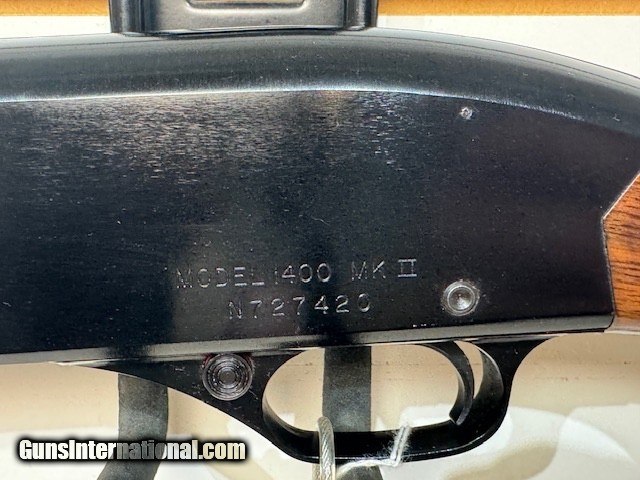 MODEL 1400 MK II
N727420
GunsInternational.com